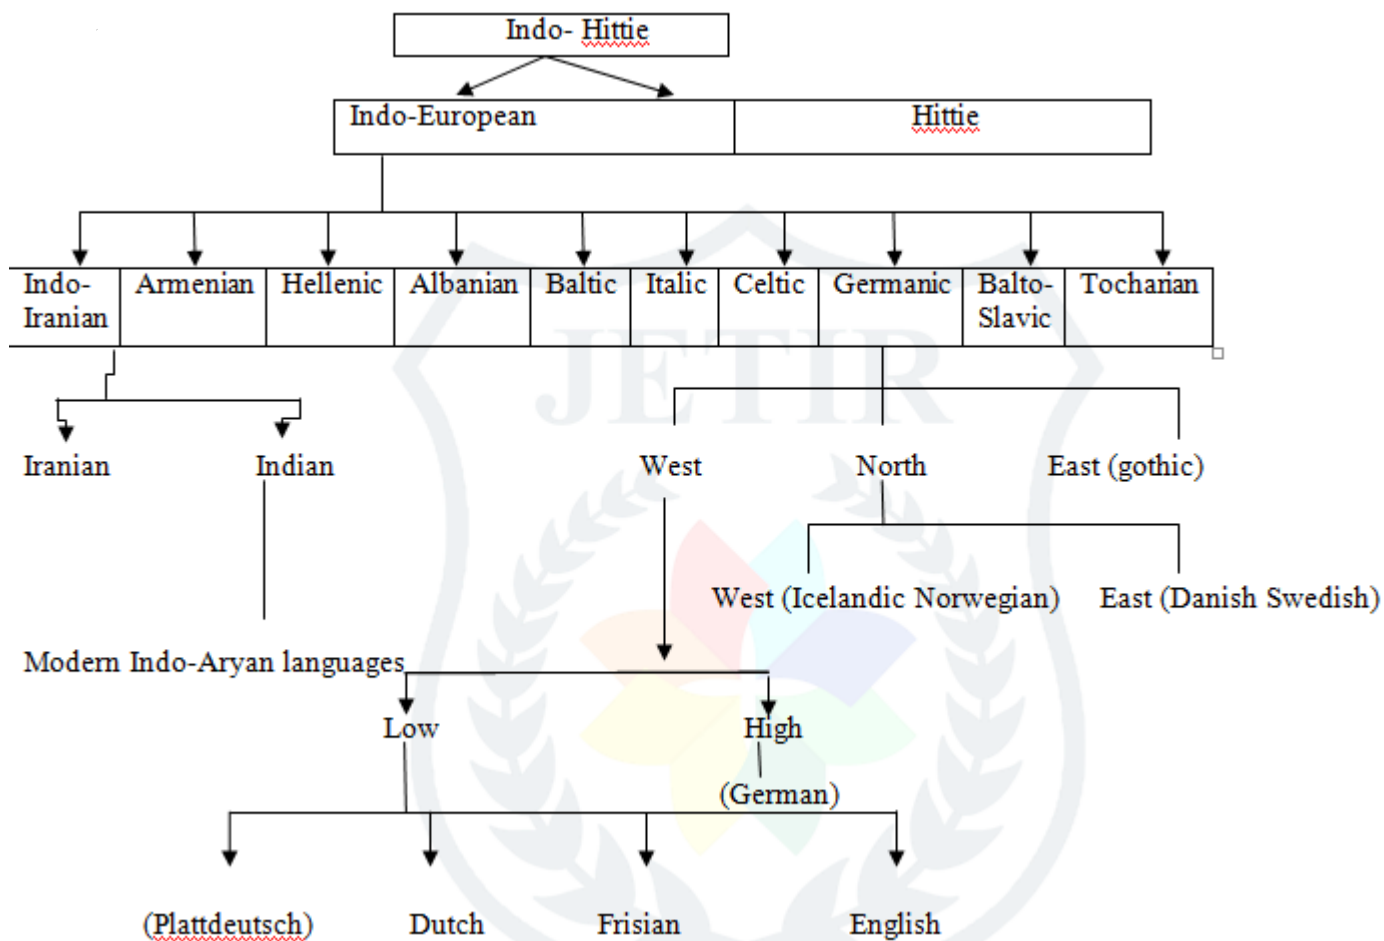 Indo- Hittie
Indo-European Hittie
Indo- Armenian Hellenic Albanian Baltic Italic Celtic Germanic Balto- Tocharian
Iranian Slavic
JETIR
Iranian Indian West North East (gothic)
West (Icelandic Norwegian) East (Danish Swedish)
Modern Indo-Aryan languages
Low High
(German)
(Plattdeutsch) Dutch Frisian English